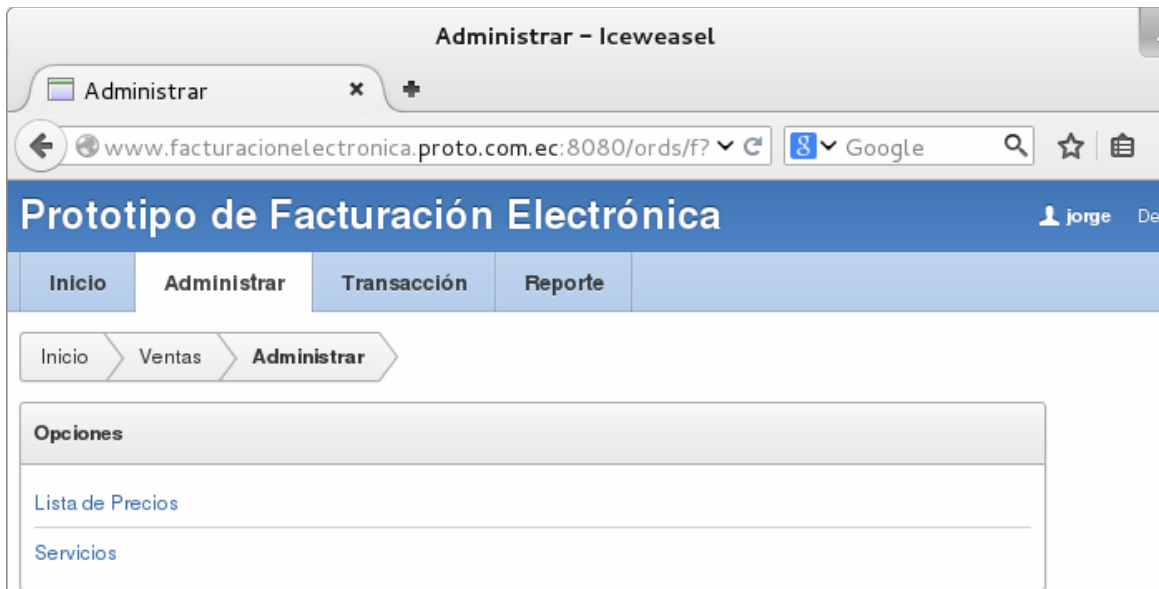 Administrar - Iceweasel
Administrar
www.facturacionelectronica.proto.com.ec:8080/ords/f? Google
Prototipo de Facturación Electrónica jorge
Inicio Administrar Transacción Reporte
Inicio Ventas Administrar
Opciones
Lista de Precios
Servicios